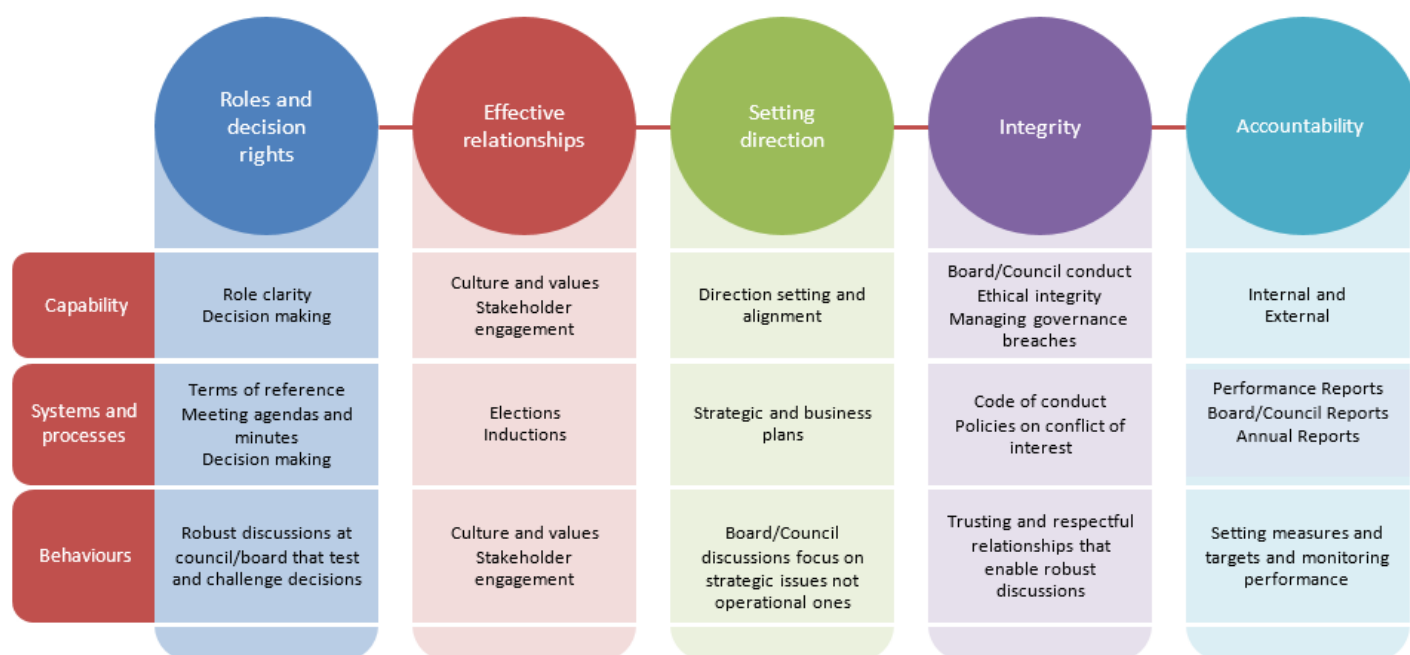 Roles and
decision
rights
Effective
relationships
Setting
direction
Integrity
Accountability
Capability
Role clarity
Decision making
Culture and values
Stakeholder
engagement
Direction setting and
alignment
Board/Council conduct
Ethical integrity
Managing governance
breaches
Internal and
External
Systems and
processes
Terms of reference
Meeting agendas and
minutes
Decision making
Elections
Inductions
Strategic and business
plans
Code of conduct
Policies on conflict of
interest
Performance Reports
Board/Council Reports
Annual Reports
Behaviours
Robust discussions at
council/board that test
and challenge decisions
Culture and values
Stakeholder
engagement
Board/Council
discussions focus on
strategic issues not
operational ones
Trusting and respectful
relationships that
enable robust
discussions
Setting measures and
targets and monitoring
performance